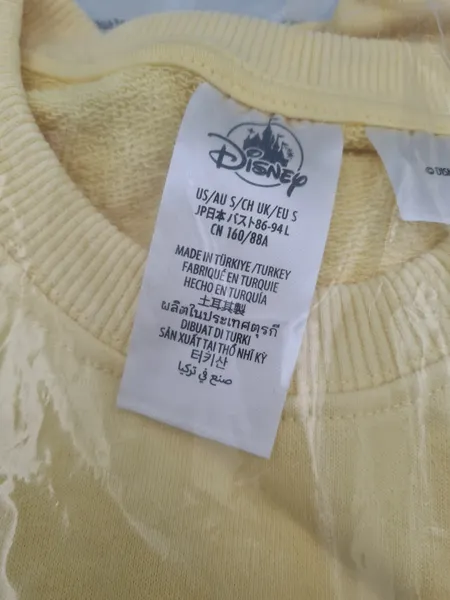 Disney
US/AU S/CH UK/EU S
JP日本 バスト86-94 L
CN 160/88A
MADE IN TÜRKIYE /TURKEY
FABRIQUÉ EN TURQUIE
HECHO EN TURQUÍA
土耳其製
ผลิตในประเทศตุรกี
DIBUAT DI TURKI
SẢN XUẤT TẠI THỔ NHĨ KỲ
터키산
صنع في تركيا